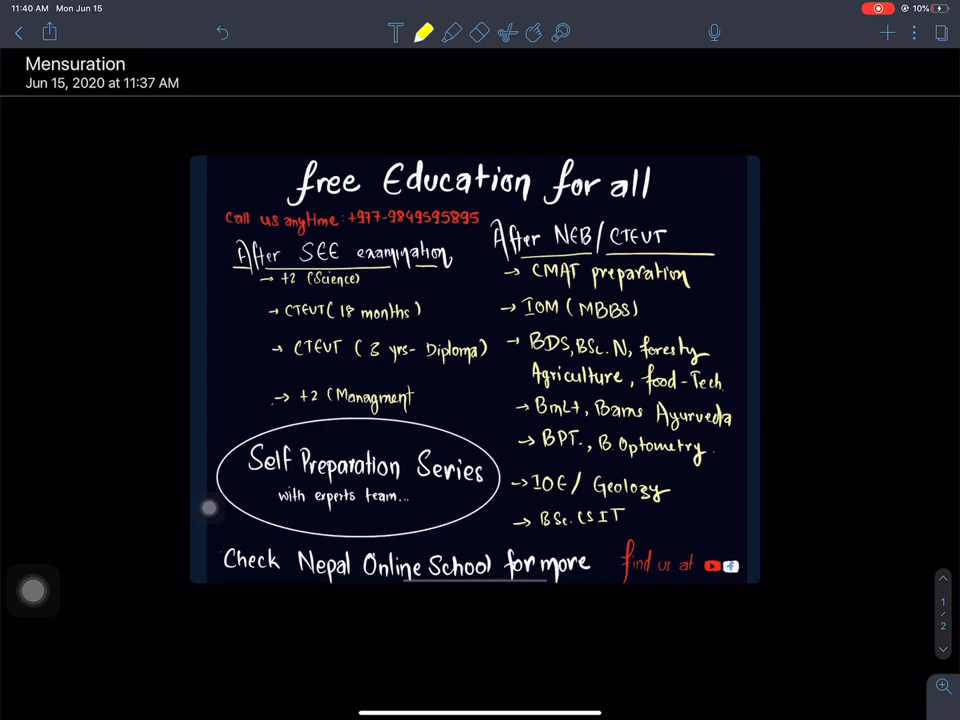 11:40 AM Mon Jun 15
10%
Mensuration
Jun 15, 2020 at 11:37 AM
free Education for all
Call us anytime: +977-9849595895
After SEE examination
→ +2 (Science)
→ CTEVT (18 months)
→ CTEVT (3 yrs- Diploma)
→ +2 (Managment
After NEB/CTEVT
→ CMAT preparation
→ IOM (MBBS)
→ BDS, BSc. N, foresty
Agriculture, food-Tech.
→ BmLt, Bams Ayurveda
→ BPT., B. Optometry
→ IOE/ Geology
→ BSc. CSIT
Self Preparation Series
with experts team...
Check Nepal Online School for more
find us at
1
/
2